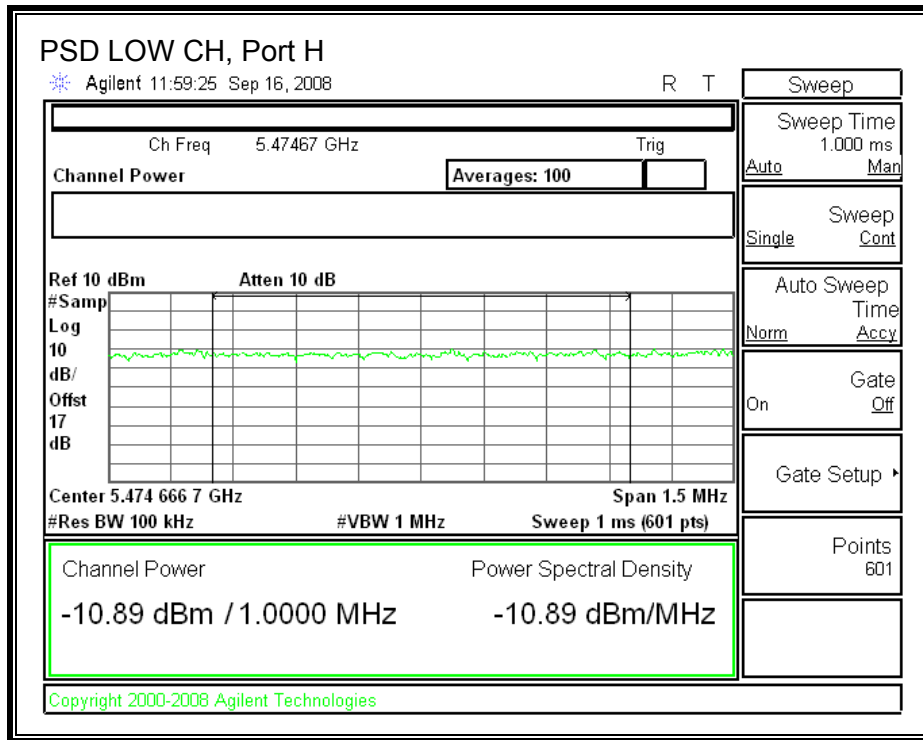 PSD LOW CH, Port H
Agilent 11:59:25 Sep 16, 2008 R T
Ch Freq 5.47467 GHz Trig
Channel Power Averages: 100
Ref 10 dBm Atten 10 dB
#Samp
Log
10
dB/
Offst
17
dB
Center 5.474 666 7 GHz Span 1.5 MHz
#Res BW 100 kHz #VBW 1 MHz Sweep 1 ms (601 pts)
Channel Power Power Spectral Density
-10.89 dBm / 1.0000 MHz -10.89 dBm/MHz
Copyright 2000-2008 Agilent Technologies
Sweep
Sweep Time
1.000 ms
Auto Man
Sweep
Single Cont
Auto Sweep
Time
Norm Accy
Gate
On Off
Gate Setup
Points
601